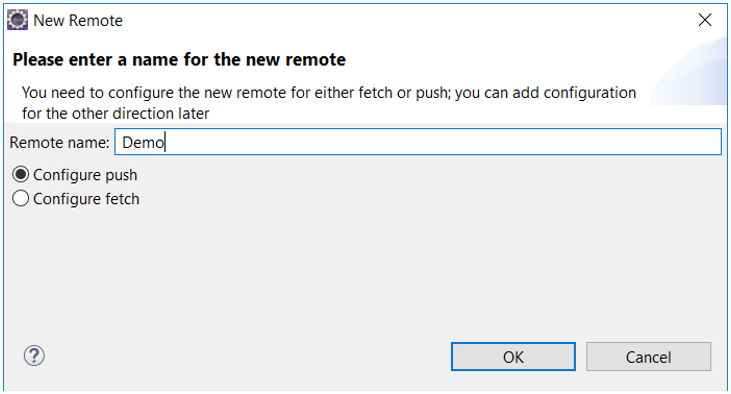 New Remote
Please enter a name for the new remote
You need to configure the new remote for either fetch or push; you can add configuration
for the other direction later
Remote name: Demo
Configure push
Configure fetch
?
OK Cancel